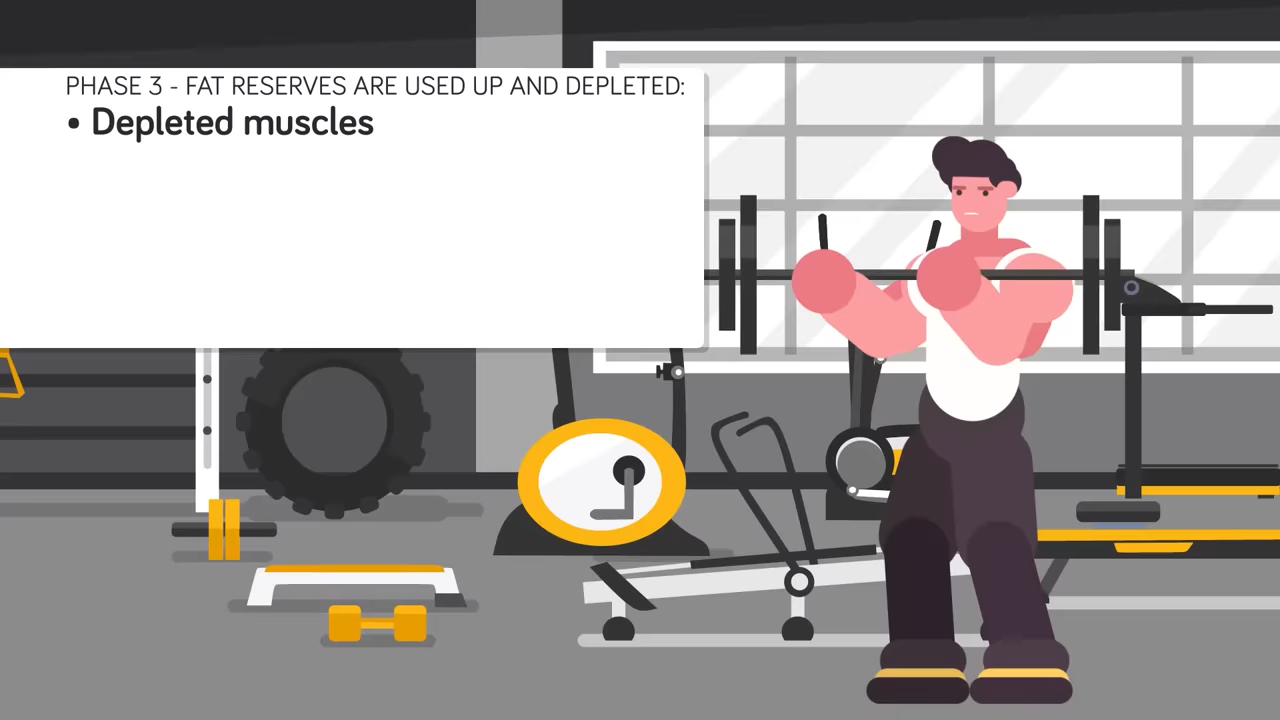 PHASE 3 - FAT RESERVES ARE USED UP AND DEPLETED:
• Depleted muscles